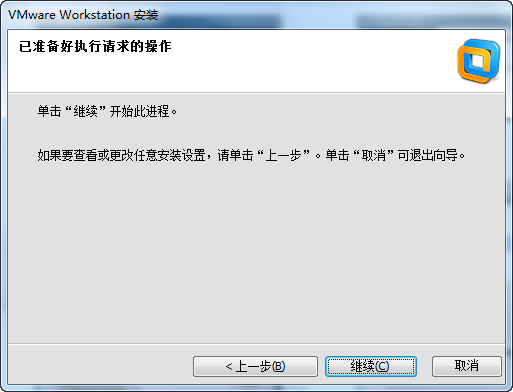 VMware Workstation 安装
已准备好执行请求的操作
单击“继续”开始此进程。
如果要查看或更改任意安装设置，请单击“上一步”。单击“取消”可退出向导。
< 上一步(B)
继续(C)
取消